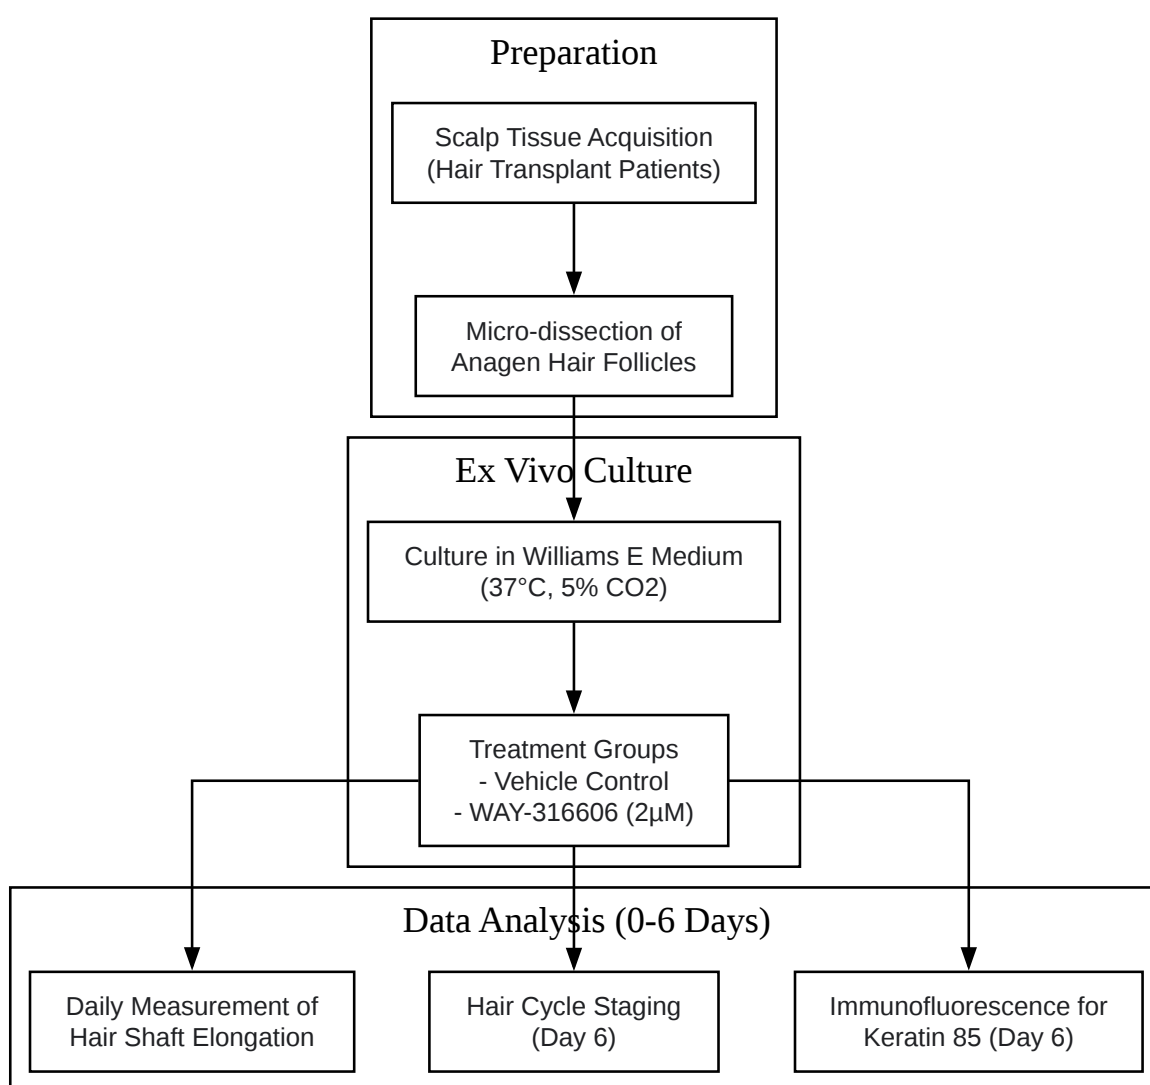 Preparation
Scalp Tissue Acquisition
(Hair Transplant Patients)
Micro-dissection of
Anagen Hair Follicles
Ex Vivo Culture
Culture in Williams E Medium
(37°C, 5% CO2)
Treatment Groups
- Vehicle Control
- WAY-316606 (2µM)
Data Analysis (0-6 Days)
Daily Measurement of
Hair Shaft Elongation
Hair Cycle Staging
(Day 6)
Immunofluorescence for
Keratin 85 (Day 6)